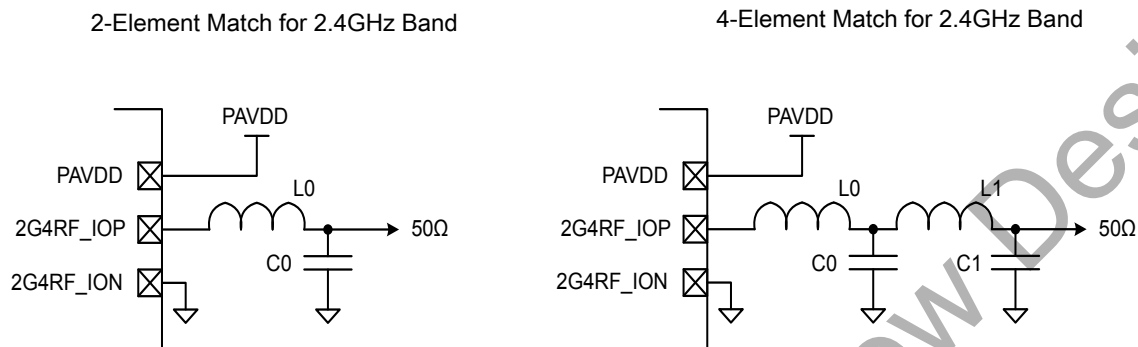 2-Element Match for 2.4GHz Band
PAVDD
PAVDD
L0
2G4RF_IOP
50Ω
C0
2G4RF_ION
4-Element Match for 2.4GHz Band
PAVDD
PAVDD
L0
L1
2G4RF_IOP
50Ω
C0
C1
2G4RF_ION